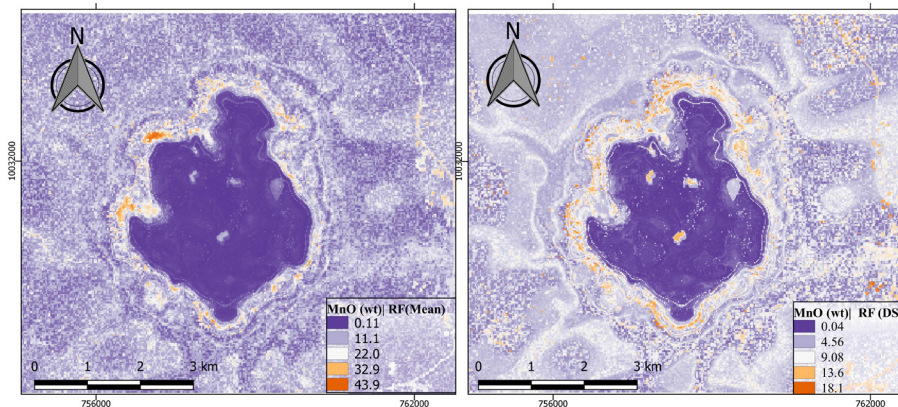 N
10032000
MnO (wt)| RF(Mean)
0.11
11.1
22.0
32.9
43.9
0 1 2 3 km
756000
762000
N
10032000
MnO (wt)| RF (DS
0.04
4.56
9.08
13.6
18.1
0 1 2 3 km
756000
762000